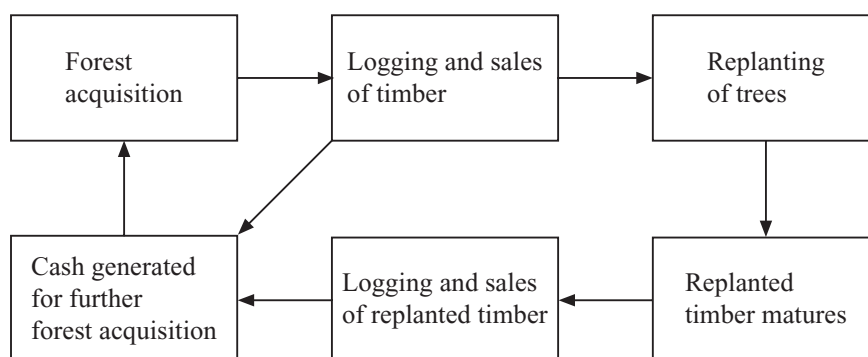 Forest
acquisition
Logging and sales
of timber
Replanting
of trees
Cash generated
for further
forest acquisition
Logging and sales
of replanted timber
Replanted
timber matures